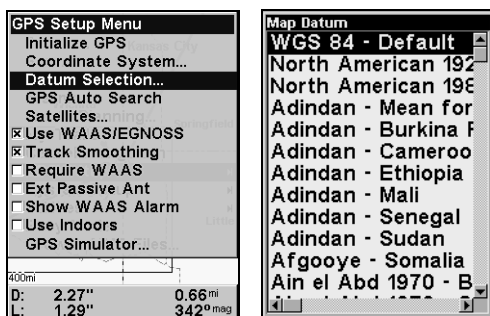 GPS Setup Menu
Initialize GPS
Coordinate System...
Datum Selection...
GPS Auto Search
Satellites...
Use WAAS/EGNOSS
Track Smoothing
Require WAAS
Ext Passive Ant
Show WAAS Alarm
Use Indoors
GPS Simulator...
400mi
D: 2.27" 0.66 mi
L: 1.29" 342º mag
Map Datum
WGS 84 - Default
North American 192
North American 198
Adindan - Mean for
Adindan - Burkina F
Adindan - Cameroo
Adindan - Ethiopia
Adindan - Mali
Adindan - Senegal
Adindan - Sudan
Afgooye - Somalia
Ain el Abd 1970 - B